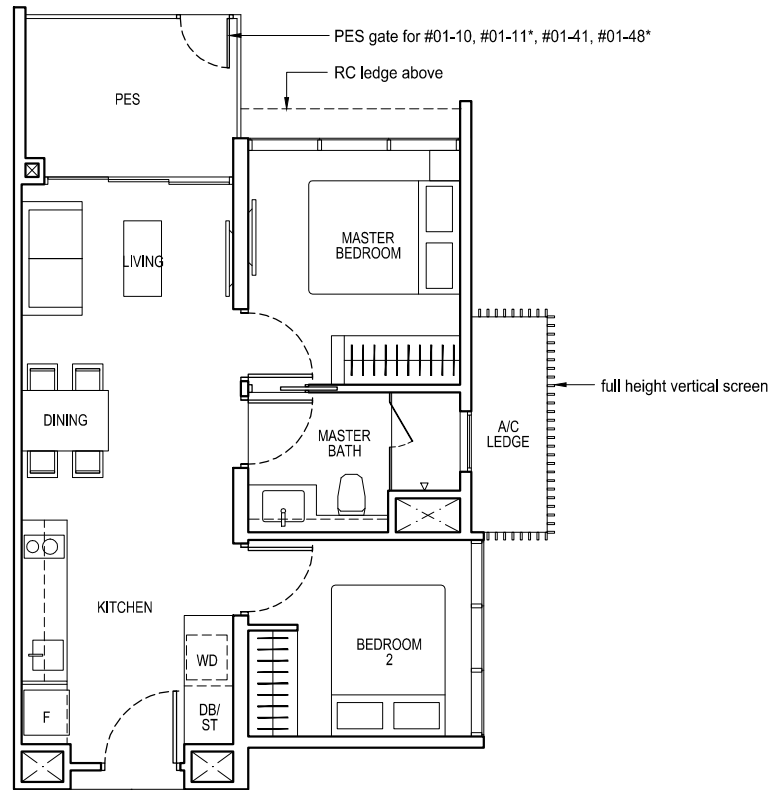 PES gate for #01-10, #01-11*, #01-41, #01-48*
RC ledge above
PES
MASTER
BEDROOM
LIVING
full height vertical screen
DINING
MASTER
BATH
A/C
LEDGE
KITCHEN
BEDROOM
2
WD
DB/
ST
F